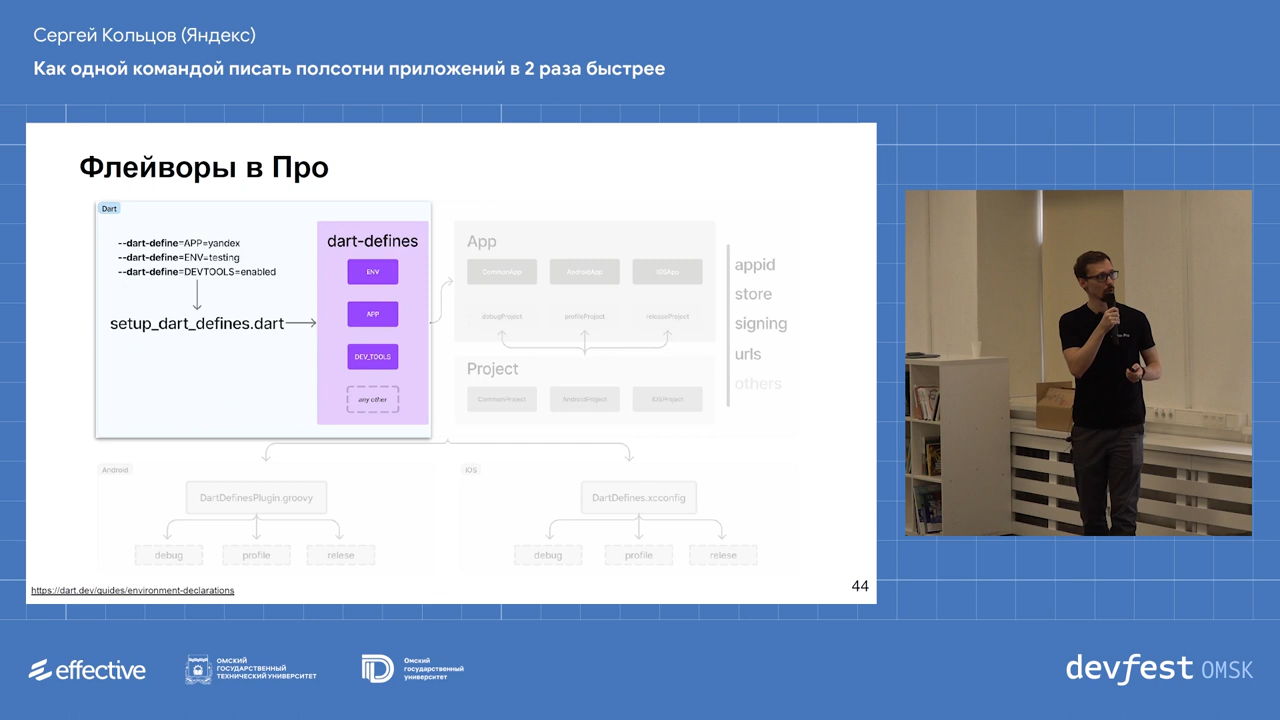 Сергей Кольцов (Яндекс)
Как одной командой писать полсотни приложений в 2 раза быстрее
Флейворы в Про
Dart
--dart-define=APP=yandex
--dart-define=ENV=testing
--dart-define=DEVTOOLS=enabled
setup_dart_defines.dart
dart-defines
ENV
APP
DEV_TOOLS
any other
App
CommonApp
AndroidApp
IOSApp
debugProject
profileProject
releaseProject
Project
CommonProject
AndroidProject
IOSProject
appid
store
signing
urls
others
Android
DartDefinesPlugin.groovy
debug
profile
relese
iOS
DartDefines.xcconfig
debug
profile
relese
https://dart.dev/guides/environment-declarations
44
effective
ОМСКИЙ
ГОСУДАРСТВЕННЫЙ
ТЕХНИЧЕСКИЙ УНИВЕРСИТЕТ
Омский
государственный
университет
devfest OMSK